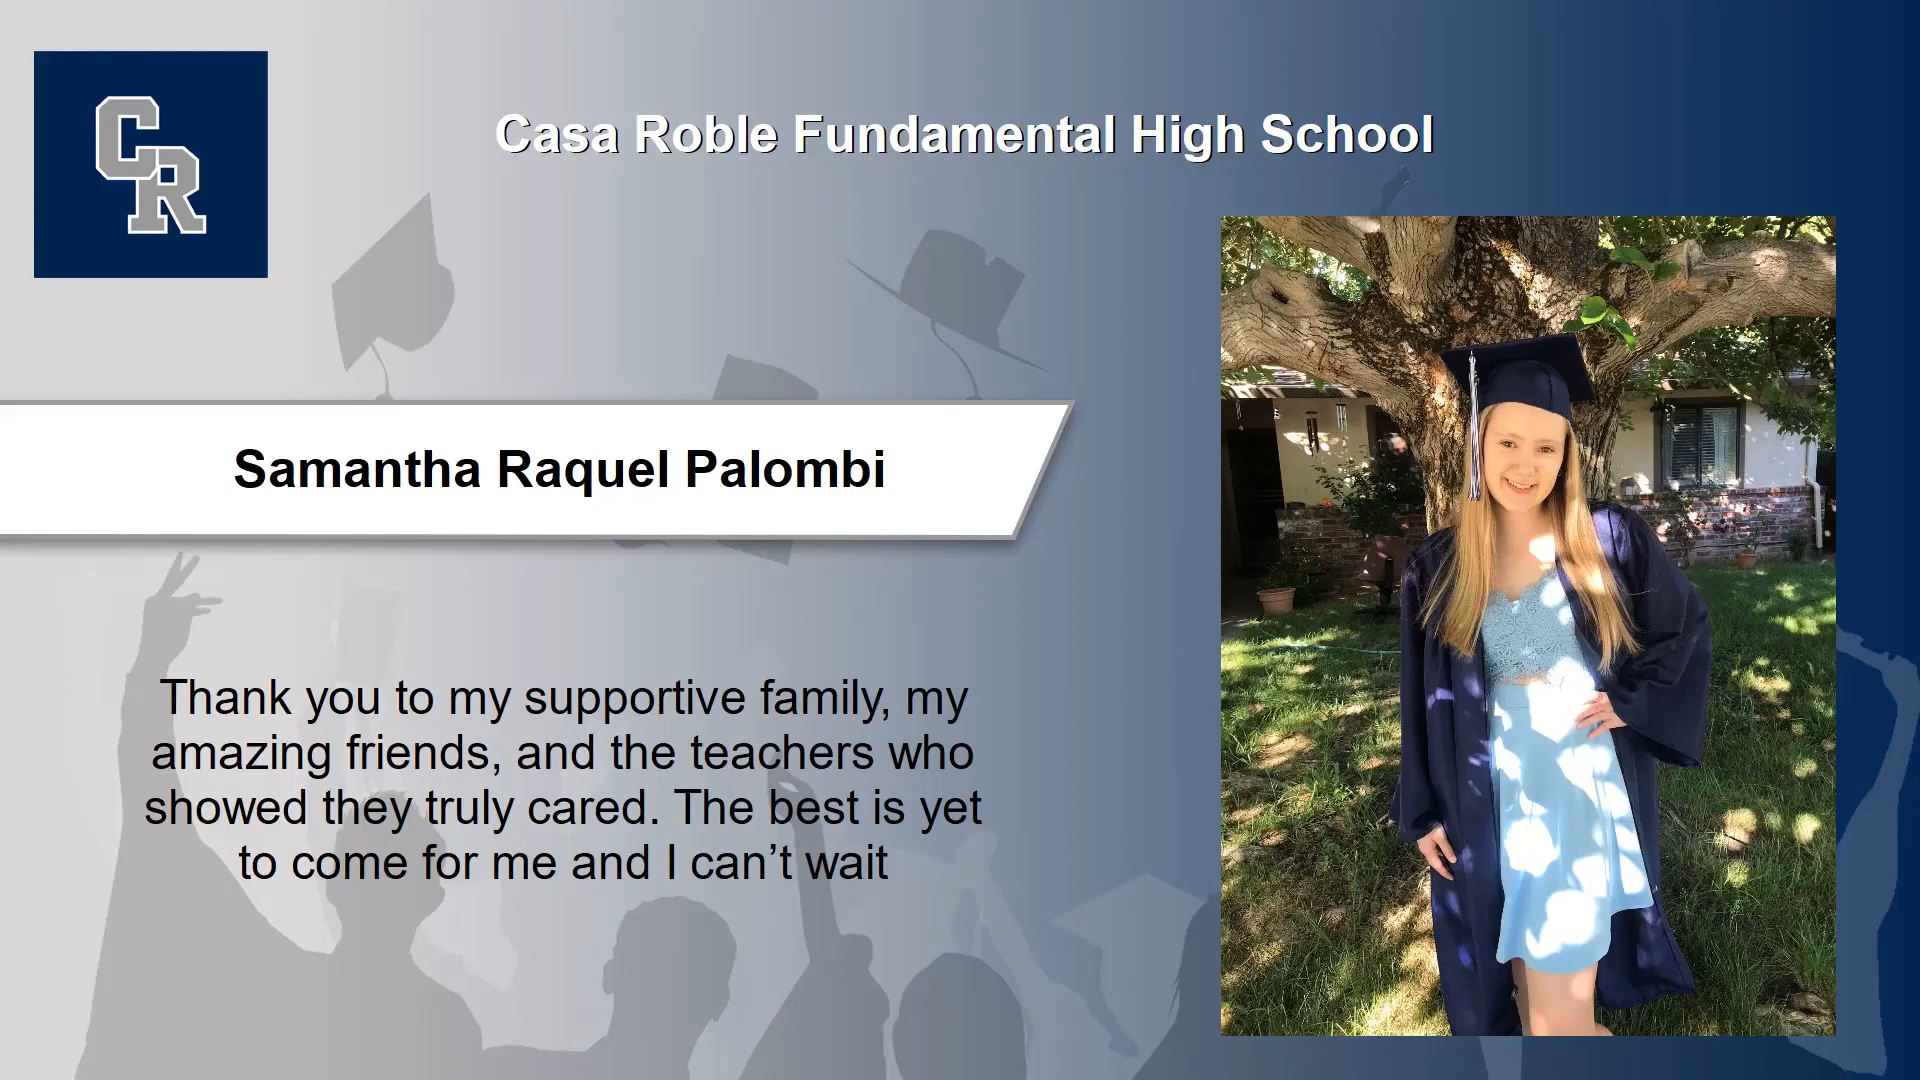 CR
Casa Roble Fundamental High School
Samantha Raquel Palombi
Thank you to my supportive family, my
amazing friends, and the teachers who
showed they truly cared. The best is yet
to come for me and I can’t wait